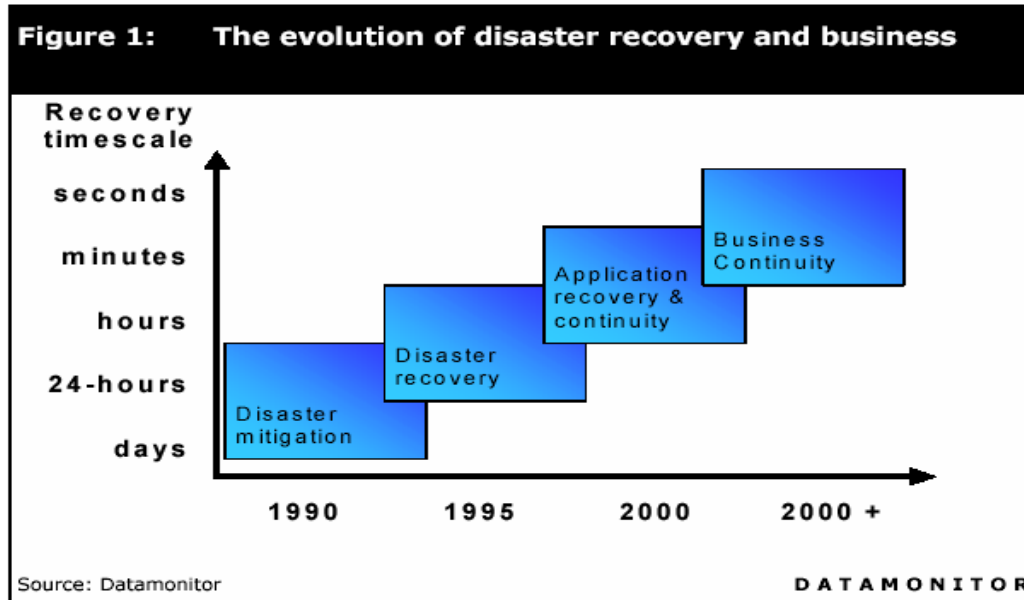 Figure 1: The evolution of disaster recovery and business
Recovery
timescale
seconds
minutes
hours
24-hours
days
Business
Continuity
Application
recovery &
continuity
Disaster
recovery
Disaster
mitigation
1990 1995 2000 2000 +
Source: Datamonitor DATAMONITOR